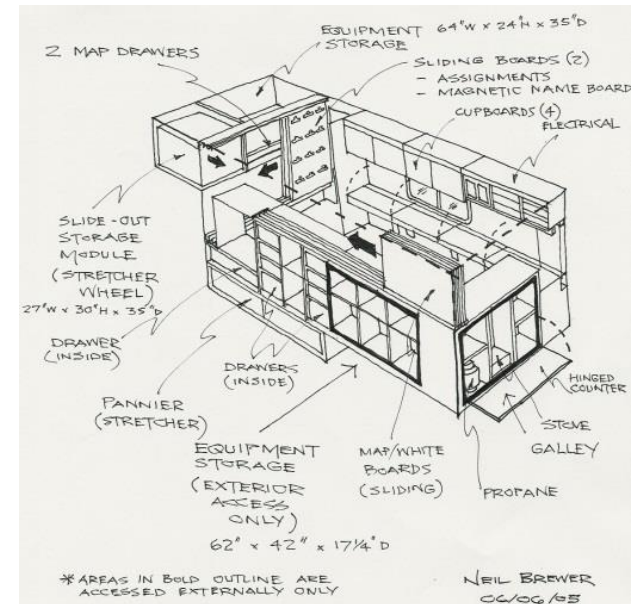 EQUIPMENT 64"W x 24"H x 35"D
STORAGE
2 MAP DRAWERS
SLIDING BOARDS (2)
- ASSIGNMENTS
- MAGNETIC NAME BOARD
CUPBOARDS (4)
ELECTRICAL
SLIDE-OUT
STORAGE
MODULE
(STRETCHER
WHEEL)
27"W x 30"H x 35"D
DRAWER
(INSIDE)
DRAWERS
(INSIDE)
HINGED
COUNTER
PANNIER
(STRETCHER)
STOVE
GALLEY
EQUIPMENT
STORAGE
(EXTERIOR
ACCESS
ONLY)
62" x 42" x 17 1/4" D
MAP/WHITE
BOARDS
(SLIDING)
PROPANE
* AREAS IN BOLD OUTLINE ARE
ACCESSED EXTERNALLY ONLY
NEIL BREWER
06/06/05